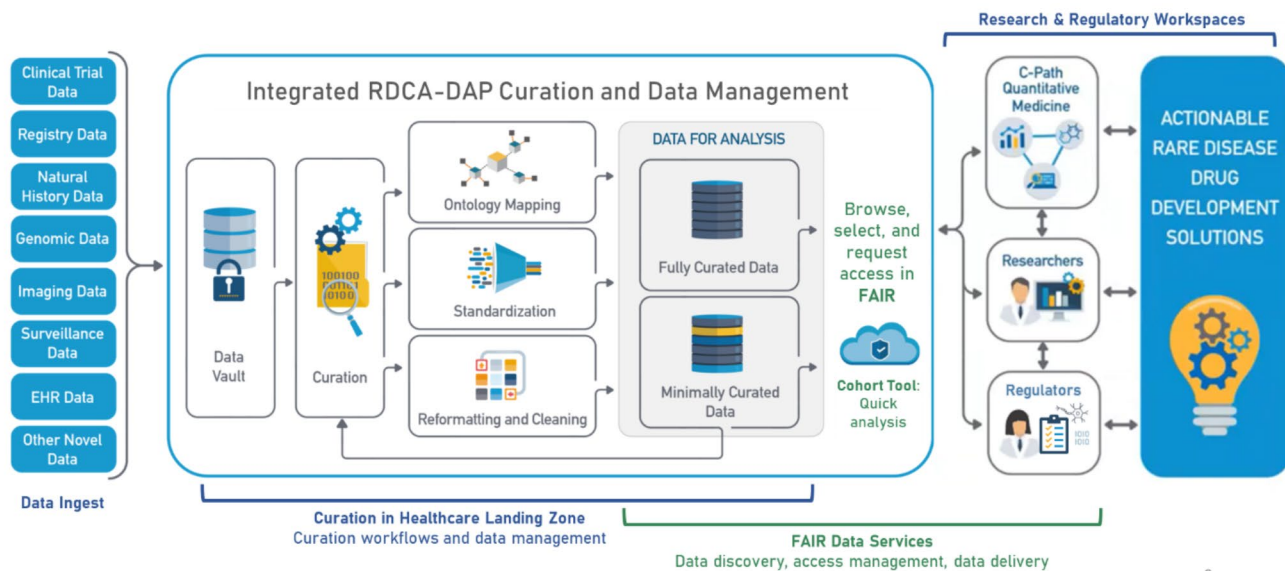 Research & Regulatory Workspaces
Clinical Trial
Data
Registry Data
Natural
History Data
Genomic Data
Imaging Data
Surveillance
Data
EHR Data
Other Novel
Data
Data Ingest
Integrated RDCA-DAP Curation and Data Management
Data
Vault
100100
001101
10100
Curation
Ontology Mapping
Standardization
Reformatting and Cleaning
DATA FOR ANALYSIS
Fully Curated Data
Minimally Curated
Data
Browse,
select, and
request
access in
FAIR
Cohort Tool:
Quick
analysis
C-Path
Quantitative
Medicine
Researchers
Regulators
1010
1010
ACTIONABLE
RARE DISEASE
DRUG
DEVELOPMENT
SOLUTIONS
Curation in Healthcare Landing Zone
Curation workflows and data management
FAIR Data Services
Data discovery, access management, data delivery